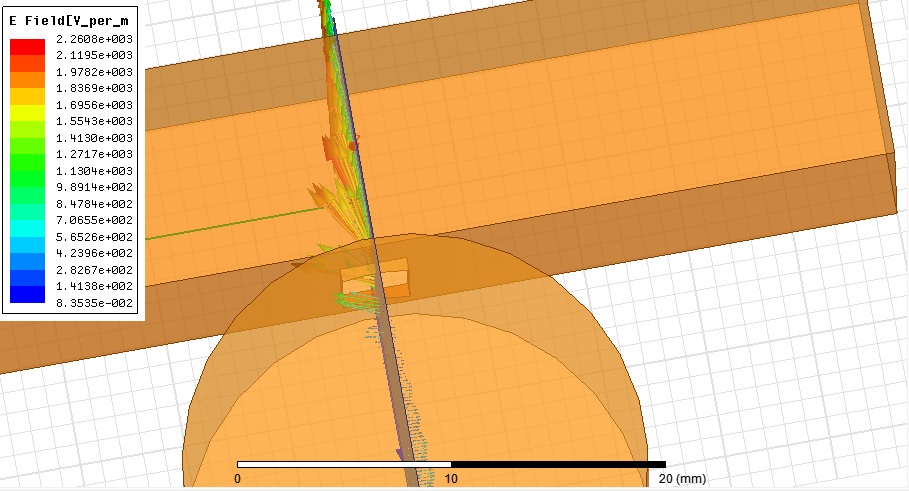 E Field[V_per_m
2.2608e+003
2.1195e+003
1.9782e+003
1.8369e+003
1.6956e+003
1.5543e+003
1.4130e+003
1.2717e+003
1.1304e+003
9.8914e+002
8.4784e+002
7.0655e+002
5.6526e+002
4.2396e+002
2.8267e+002
1.4138e+002
8.3535e-002
0 10 20 (mm)